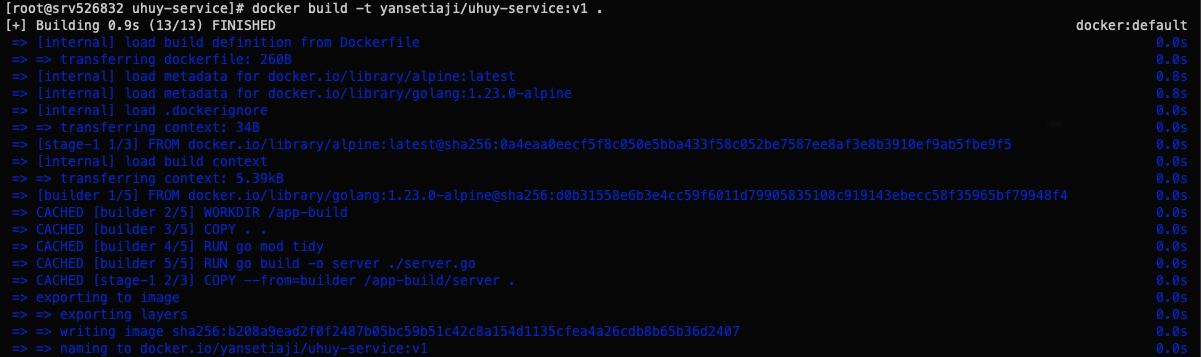 [root@srv526832 uhuy-service]# docker build -t yansetiaji/uhuy-service:v1 .
[+] Building 0.9s (13/13) FINISHED docker:default
=> [internal] load build definition from Dockerfile 0.0s
=> => transferring dockerfile: 260B 0.0s
=> [internal] load metadata for docker.io/library/alpine:latest 0.8s
=> [internal] load metadata for docker.io/library/golang:1.23.0-alpine 0.8s
=> [internal] load .dockerignore 0.0s
=> => transferring context: 34B 0.0s
=> [stage-1 1/3] FROM docker.io/library/alpine:latest@sha256:0a4eaa0eecf5f8c050e5bba433f58c052be7587ee8af3e8b3910ef9ab5fbe9f5 0.0s
=> [internal] load build context 0.0s
=> => transferring context: 5.39kB 0.0s
=> [builder 1/5] FROM docker.io/library/golang:1.23.0-alpine@sha256:d0b31558e6b3e4cc59f6011d79905835108c919143ebecc58f35965bf79948f4 0.0s
=> CACHED [builder 2/5] WORKDIR /app-build 0.0s
=> CACHED [builder 3/5] COPY . . 0.0s
=> CACHED [builder 4/5] RUN go mod tidy 0.0s
=> CACHED [builder 5/5] RUN go build -o server ./server.go 0.0s
=> CACHED [stage-1 2/3] COPY --from=builder /app-build/server . 0.0s
=> exporting to image 0.0s
=> => exporting layers 0.0s
=> => writing image sha256:b208a9ead2f0f2487b05bc59b51c42c8a154d1135cfea4a26cdb8b65b36d2407 0.0s
=> => naming to docker.io/yansetiaji/uhuy-service:v1 0.0s